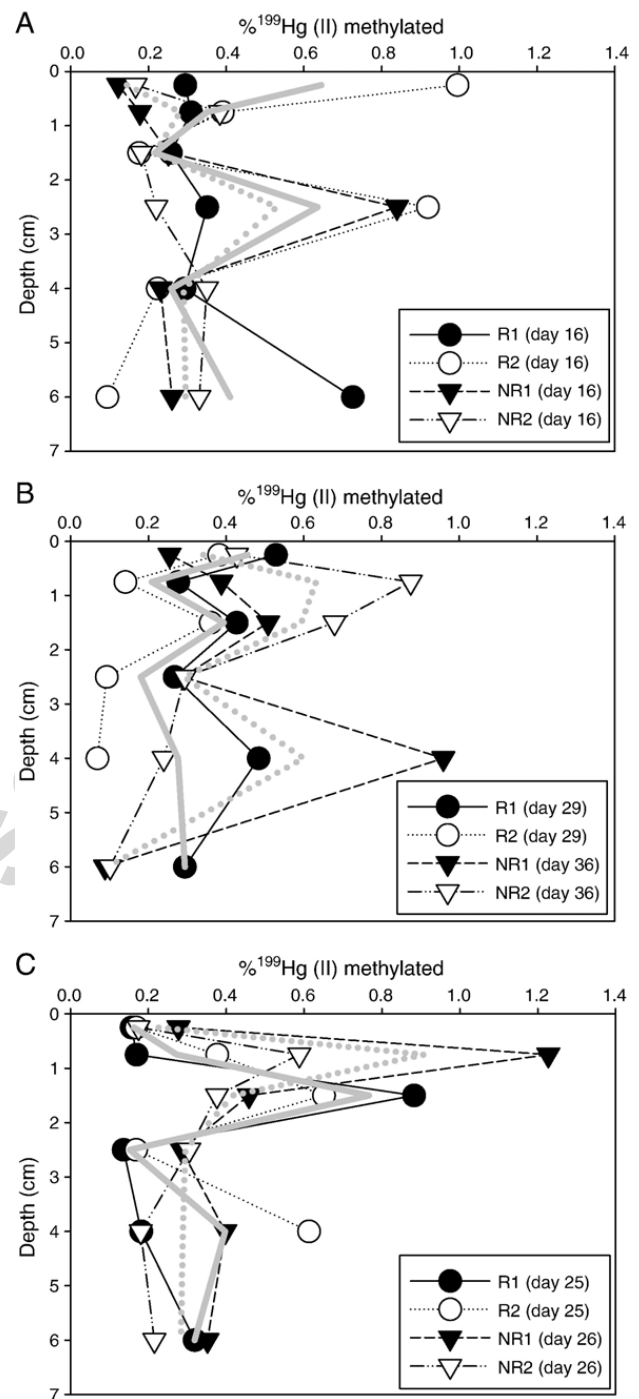 A
%¹⁹⁹Hg (II) methylated
0.0 0.2 0.4 0.6 0.8 1.0 1.2 1.4
0
1
2
3
4
5
6
7
Depth (cm)
R1 (day 16)
R2 (day 16)
NR1 (day 16)
NR2 (day 16)
B
%¹⁹⁹Hg (II) methylated
0.0 0.2 0.4 0.6 0.8 1.0 1.2 1.4
0
1
2
3
4
5
6
7
Depth (cm)
R1 (day 29)
R2 (day 29)
NR1 (day 36)
NR2 (day 36)
C
%¹⁹⁹Hg (II) methylated
0.0 0.2 0.4 0.6 0.8 1.0 1.2 1.4
0
1
2
3
4
5
6
7
Depth (cm)
R1 (day 25)
R2 (day 25)
NR1 (day 26)
NR2 (day 26)